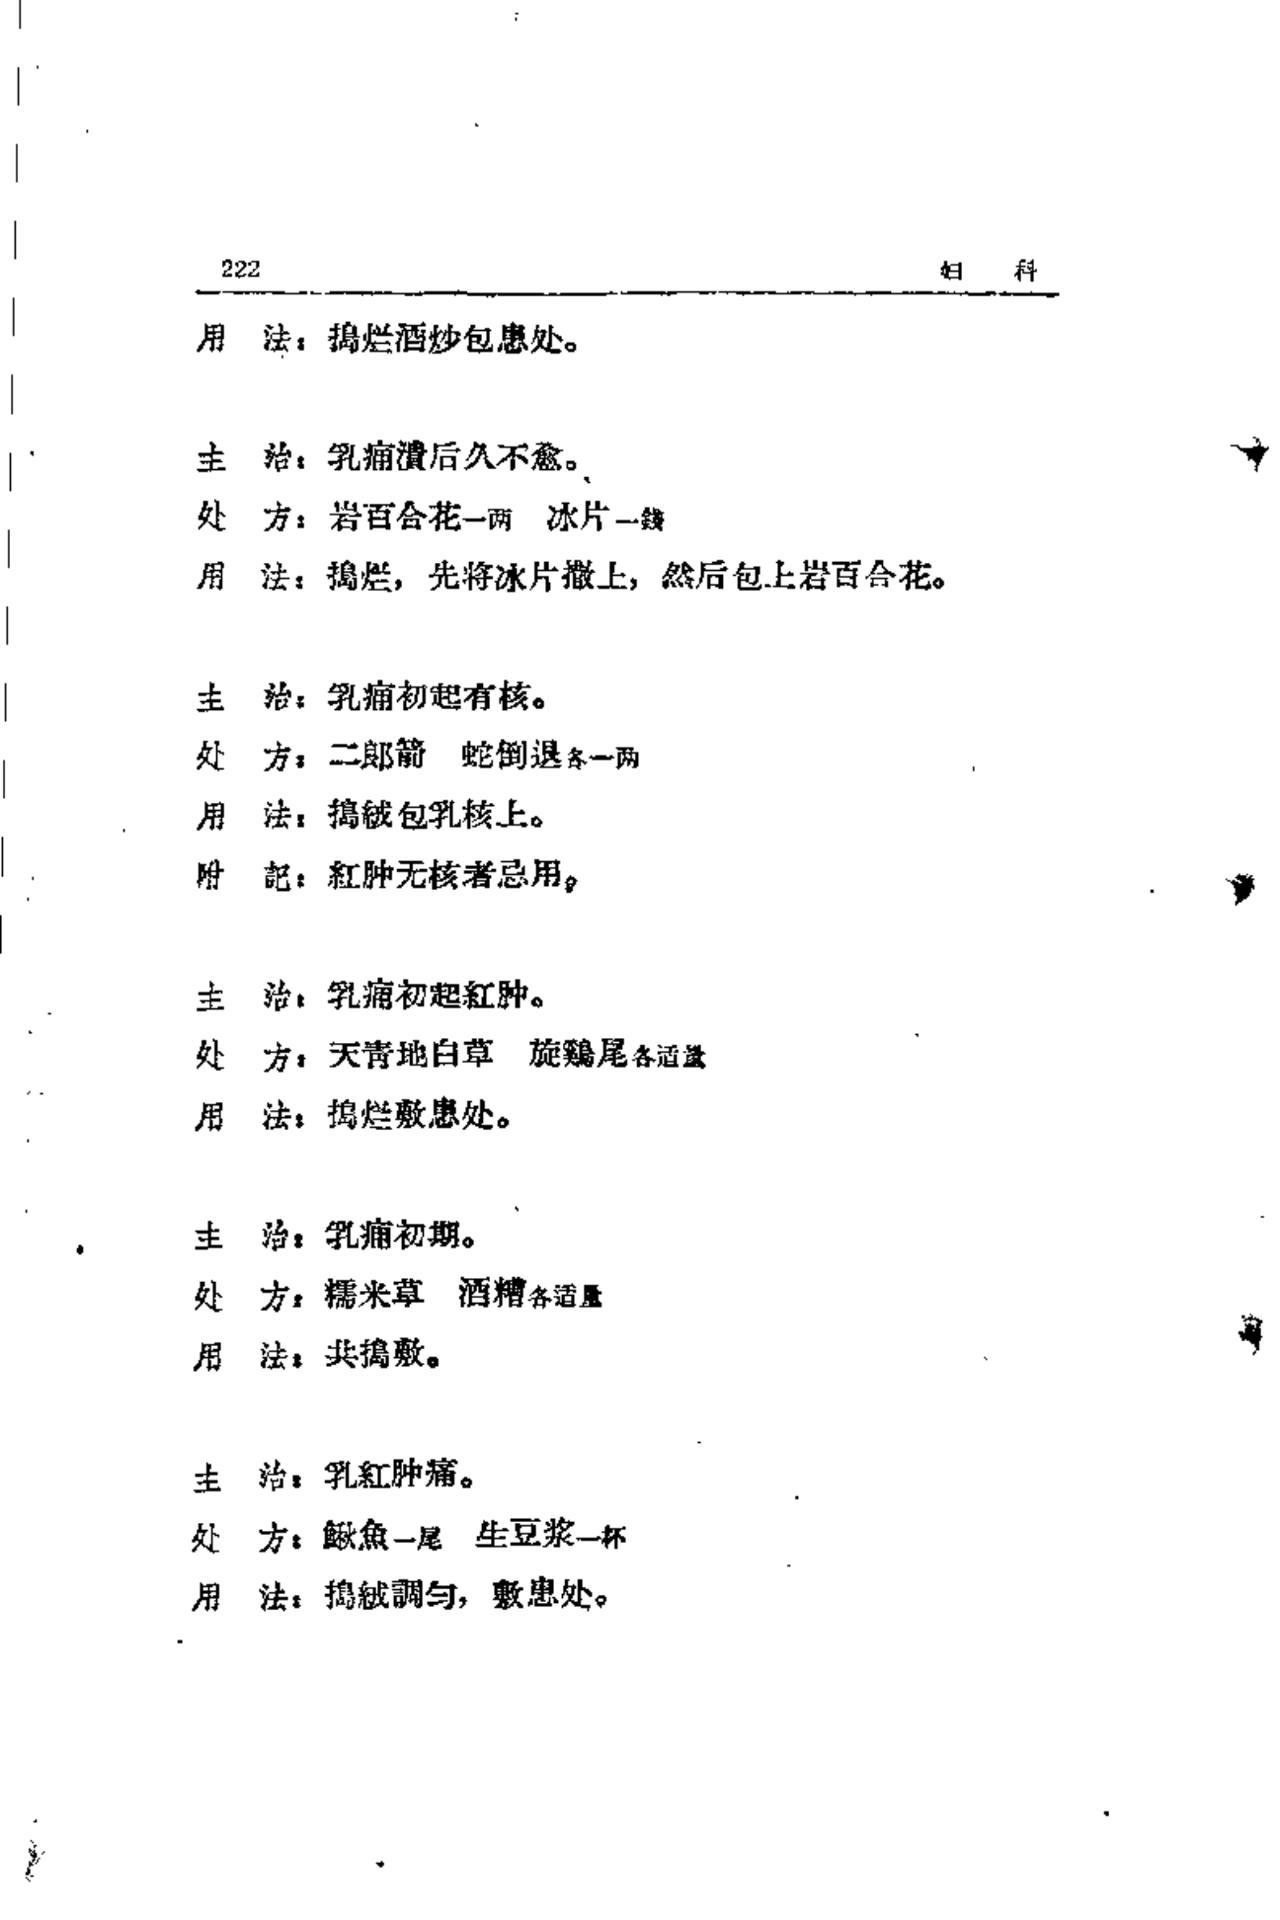 222 妇 科
用 法：搗烂酒炒包患处。
主 治：乳痈潰后久不愈。
处 方：岩百合花一两 冰片一錢
用 法：搗烂，先将冰片撒上，然后包上岩百合花。
主 治：乳痈初起有核。
处 方：二郎箭 蛇倒退各一两
用 法：搗絨包乳核上。
附 記：紅肿无核者忌用。
主 治：乳痈初起紅肿。
处 方：天青地白草 旋鷄尾各适量
用 法：搗烂敷患处。
主 治：乳痈初期。
处 方：糯米草 酒糟各适量
用 法：共搗敷。
主 治：乳紅肿痛。
处 方：鰍魚一尾 生豆浆一杯
用 法：搗絨調匀，敷患处。